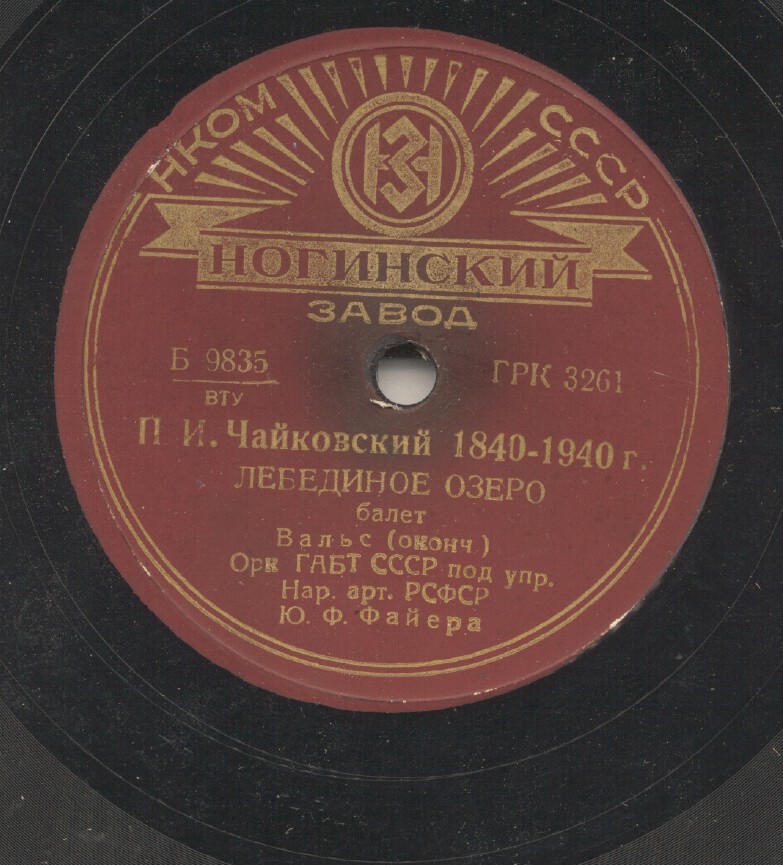 НКОМ СССР
НЗ
НОГИНСКИЙ
ЗАВОД
Б 9835 ГРК 3261
ВТУ
П И. Чайковский 1840-1940 г.
ЛЕБЕДИНОЕ ОЗЕРО
балет
Вальс (оконч)
Орк ГАБТ СССР под упр.
Нар. арт. РСФСР
Ю. Ф. Файера